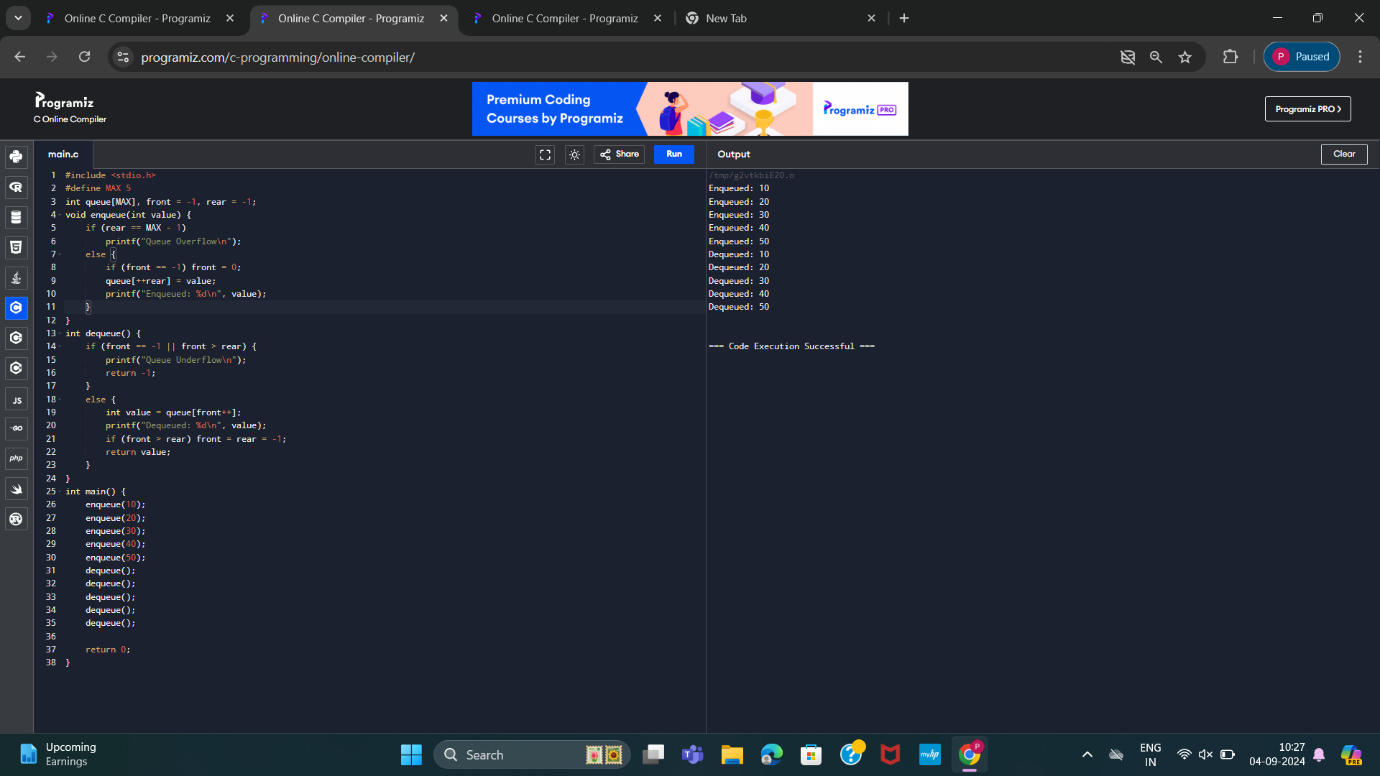 Online C Compiler - Programiz
Online C Compiler - Programiz
Online C Compiler - Programiz
New Tab
programiz.com/c-programming/online-compiler/
P Paused
Programiz
C Online Compiler
Premium Coding
Courses by Programiz
Programiz PRO
Programiz PRO >
main.c
Share
Run
Output
Clear
1 #include <stdio.h>
2 #define MAX 5
3 int queue[MAX], front = -1, rear = -1;
4 void enqueue(int value) {
5 if (rear == MAX - 1)
6 printf("Queue Overflow\n");
7 else {
8 if (front == -1) front = 0;
9 queue[++rear] = value;
10 printf("Enqueued: %d\n", value);
11 }
12 }
13 int dequeue() {
14 if (front == -1 || front > rear) {
15 printf("Queue Underflow\n");
16 return -1;
17 }
18 else {
19 int value = queue[front++];
20 printf("Dequeued: %d\n", value);
21 if (front > rear) front = rear = -1;
22 return value;
23 }
24 }
25 int main() {
26 enqueue(10);
27 enqueue(20);
28 enqueue(30);
29 enqueue(40);
30 enqueue(50);
31 dequeue();
32 dequeue();
33 dequeue();
34 dequeue();
35 dequeue();
36
37 return 0;
38 }
/tmp/g2vtkbiE2O.o
Enqueued: 10
Enqueued: 20
Enqueued: 30
Enqueued: 40
Enqueued: 50
Dequeued: 10
Dequeued: 20
Dequeued: 30
Dequeued: 40
Dequeued: 50
=== Code Execution Successful ===
JS
GO
php
Upcoming
Earnings
Search
myhp
P
ENG
IN
10:27
04-09-2024
PRE